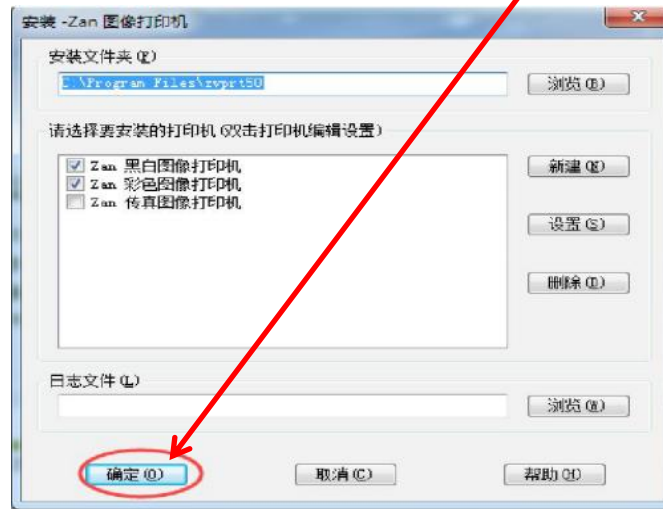 安装 -Zan 图像打印机
安装文件夹(F)
C:\Program Files\zvprt50
浏览(B)
请选择要安装的打印机(双击打印机编辑设置)
Zan 黑白图像打印机
Zan 彩色图像打印机
Zan 传真图像打印机
新建(N)
设置(S)
删除(D)
日志文件(L)
浏览(W)
确定(O)
取消(C)
帮助(H)